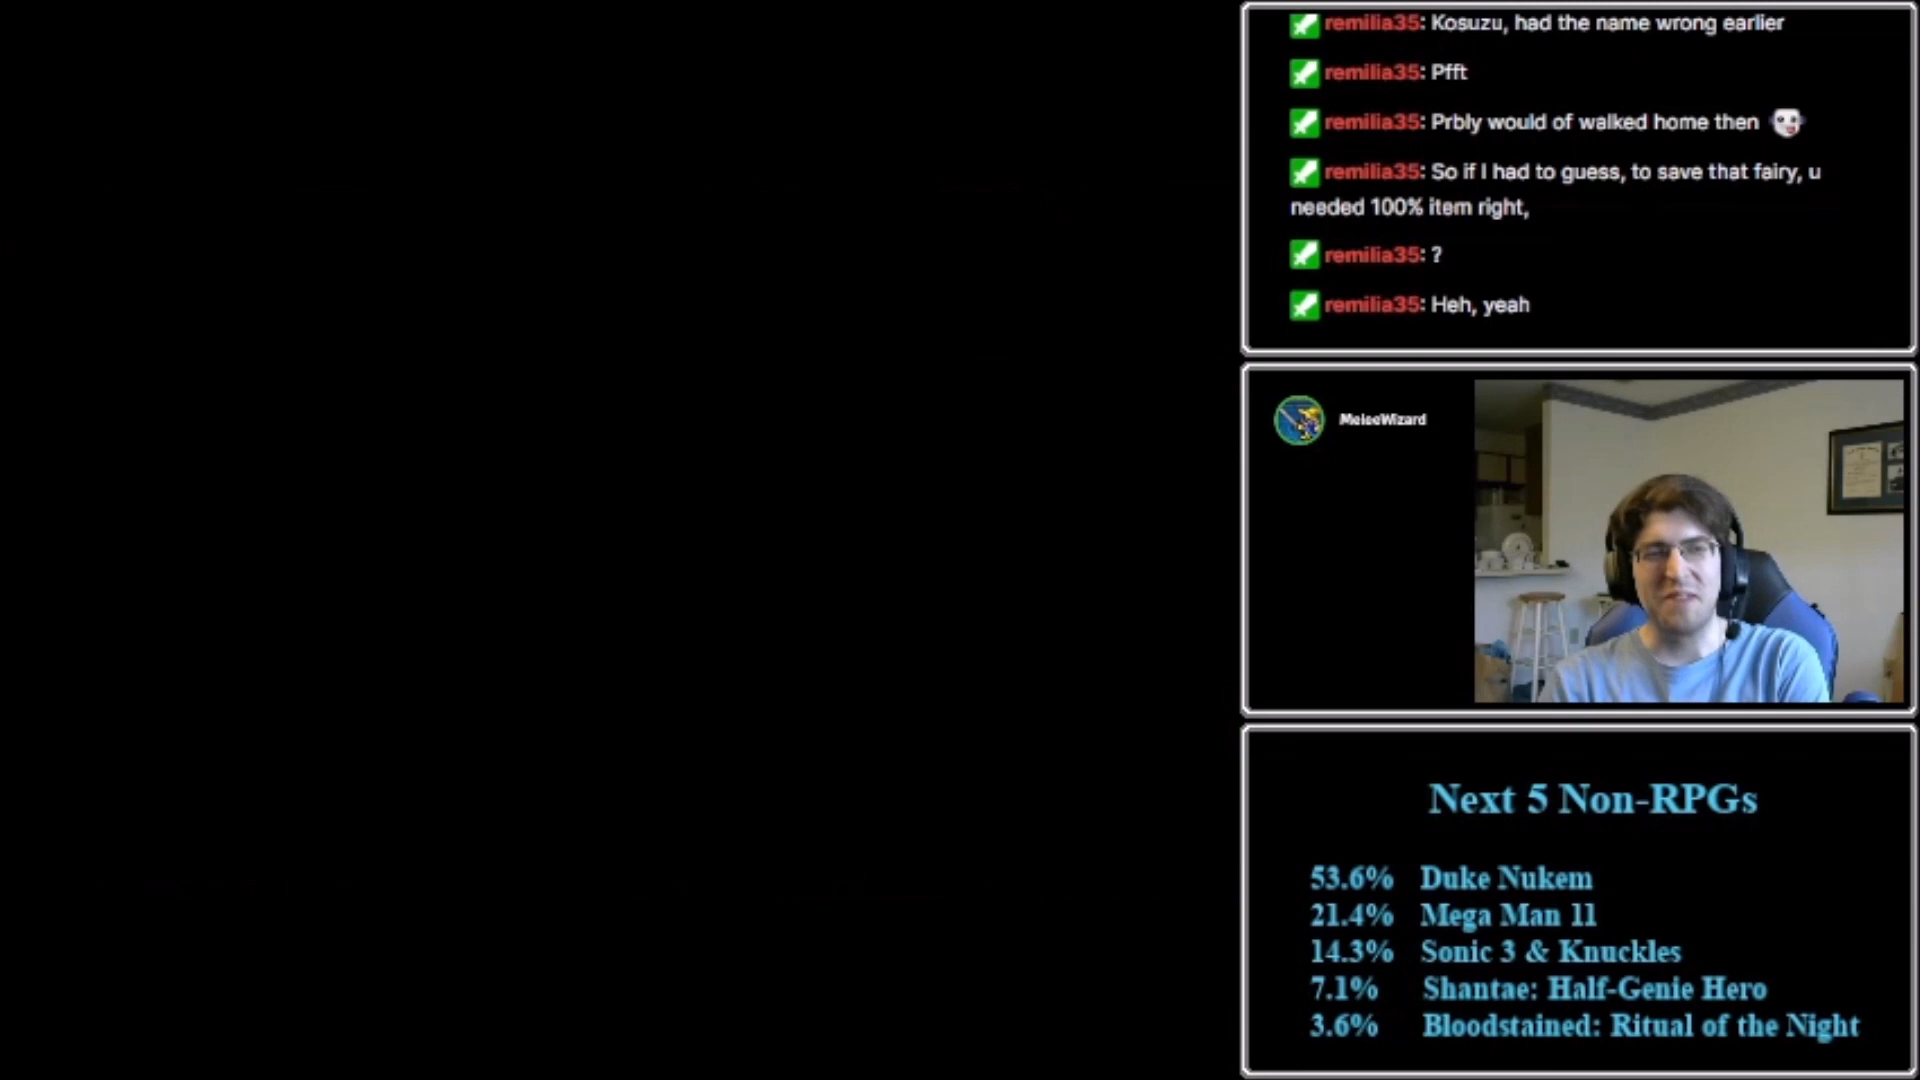 remilia35: Kosuzu, had the name wrong earlier
remilia35: Pfft
remilia35: Prbly would of walked home then
remilia35: So if I had to guess, to save that fairy, u
needed 100% item right,
remilia35: ?
remilia35: Heh, yeah
MeleeWizard
Next 5 Non-RPGs
53.6% Duke Nukem
21.4% Mega Man 11
14.3% Sonic 3 & Knuckles
7.1% Shantae: Half-Genie Hero
3.6% Bloodstained: Ritual of the Night